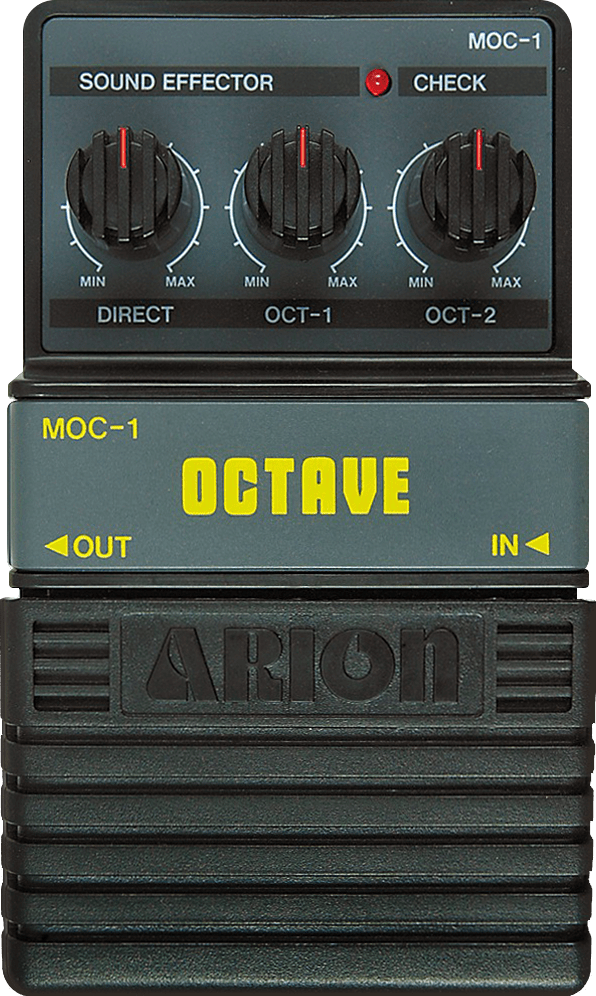 MOC-1
SOUND EFFECTOR CHECK
MIN MAX MIN MAX MIN MAX
DIRECT OCT-1 OCT-2
MOC-1
OCTAVE
◀OUT IN◀
ARION